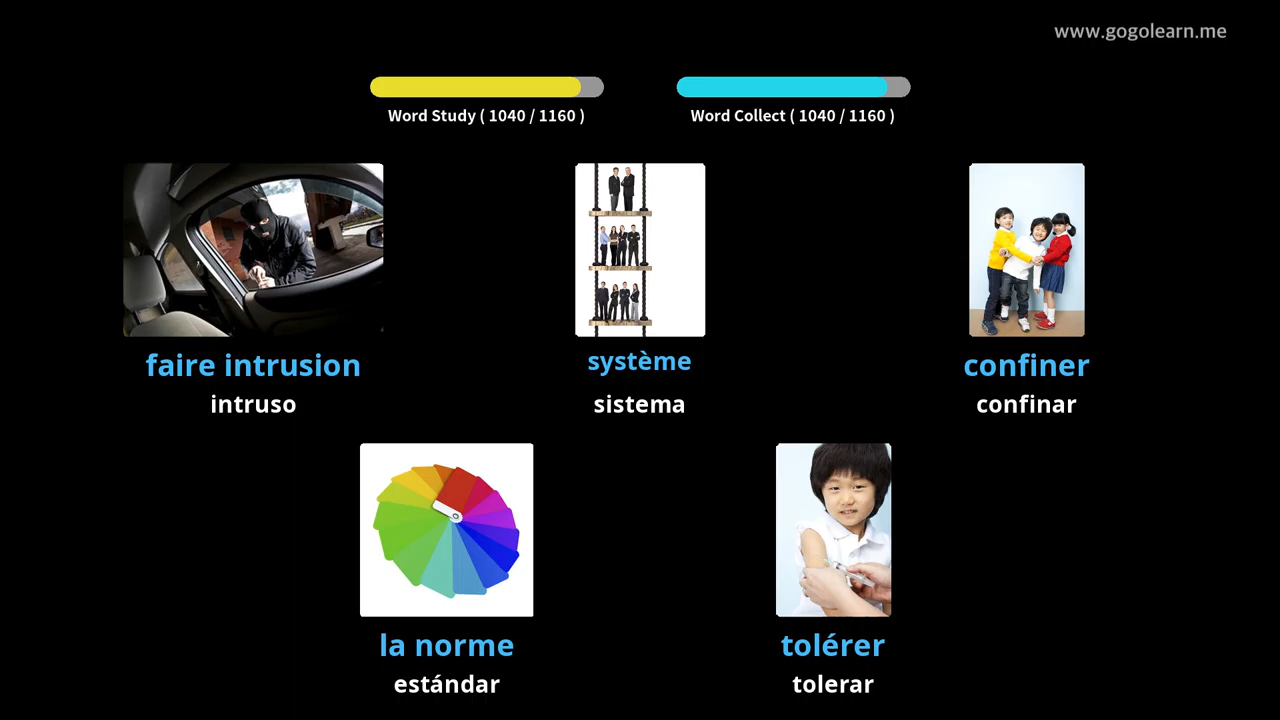 www.gogolearn.me
Word Study ( 1040 / 1160 )
Word Collect ( 1040 / 1160 )
faire intrusion
intruso
système
sistema
confiner
confinar
la norme
estándar
tolérer
tolerar